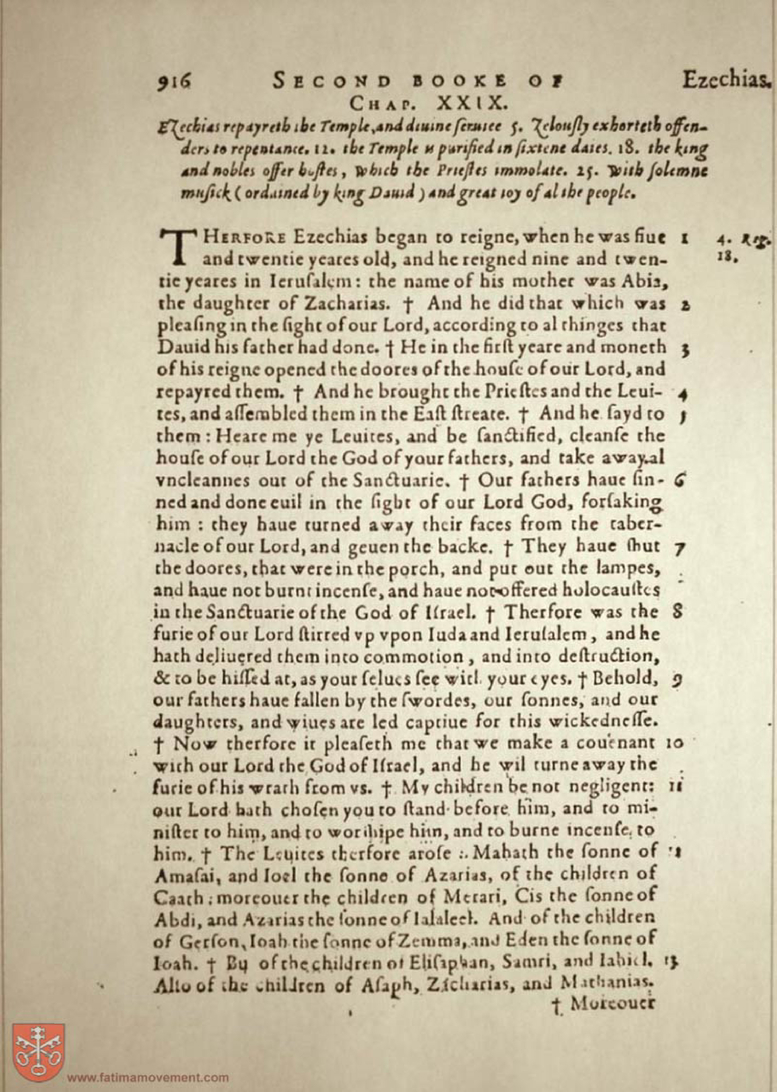 916 SECOND BOOKE OF Ezechias.
CHAP. XXIX.
Ezechias repayreth the Temple, and diuine seruice 5. Zelously exhorteth offen-
ders to repentance. 12. the Temple is purified in sixtene daies. 18. the king
and nobles offer hostes, which the Priestes immolate. 25. With solemne
musick (ordained by king Dauid) and great ioy of al the people.
THERFORE Ezechias began to reigne, when he was fiue 1 4. Reg.
and twentie yeares old, and he reigned nine and twen- 18.
tie yeares in Ierusalem: the name of his mother was Abia,
the daughter of Zacharias. † And he did that which was 2
pleasing in the sight of our Lord, according to al thinges that
Dauid his father had done. † He in the first yeare and moneth 3
of his reigne opened the doores of the house of our Lord, and
repayred them. † And he brought the Priestes and the Leui- 4
tes, and assembled them in the East streate. † And he sayd to 5
them: Heare me ye Leuites, and be sanctified, cleanse the
house of our Lord the God of your fathers, and take away al
vncleannes out of the Sanctuarie. † Our fathers haue sin- 6
ned and done euil in the sight of our Lord God, forsaking
him: they haue turned away their faces from the taber-
nacle of our Lord, and geuen the backe. † They haue shut 7
the doores, that were in the porch, and put out the lampes,
and haue not burnt incense, and haue not offered holocaustes
in the Sanctuarie of the God of Israel. † Therfore was the 8
furie of our Lord stirred vp vpon Iuda and Ierusalem, and he
hath deliuered them into commotion, and into destruction,
& to be hissed at, as your selues see with your eyes. † Behold, 9
our fathers haue fallen by the swordes, our sonnes, and our
daughters, and wiues are led captiue for this wickednesse.
† Now therfore it pleaseth me that we make a couenant 10
with our Lord the God of Israel, and he wil turne away the
furie of his wrath from vs. † My children be not negligent: 11
our Lord hath chosen you to stand before him, and to mi-
nister to him, and to worshipe him, and to burne incense to
him. † The Leuites therfore arose: Mahath the sonne of 12
Amasai, and Ioel the sonne of Azarias, of the children of
Caath: moreouer the children of Merari, Cis the sonne of
Abdi, and Azarias the sonne of Ialaleel. And of the children
of Gerson, Ioah the sonne of Zemma, and Eden the sonne of
Ioah. † By of the children of Elisaphan, Samri, and Iahiel. 13
Also of the children of Asaph, Zacharias, and Mathanias.
† Moreouer
www.fatimamovement.com